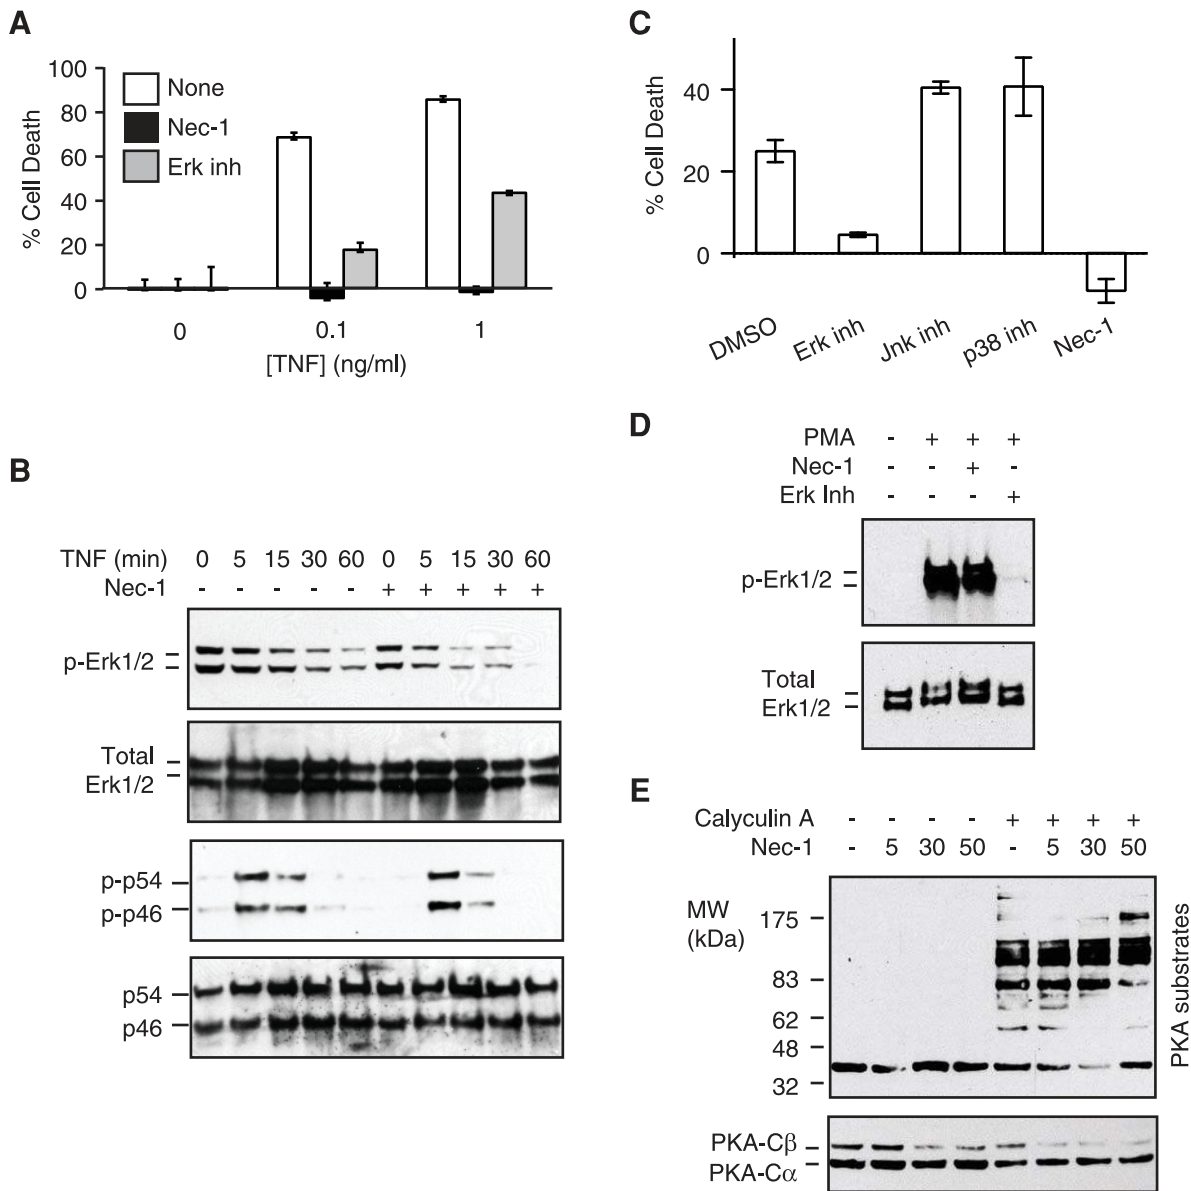 A
100
80
60
40
20
0
% Cell Death
None
Nec-1
Erk inh
0 0.1 1
[TNF] (ng/ml)
B
TNF (min) 0 5 15 30 60 0 5 15 30 60
Nec-1 - - - - - + + + + +
p-Erk1/2
Total
Erk1/2
p-p54
p-p46
p54
p46
C
40
20
0
% Cell Death
DMSO Erk inh Jnk inh p38 inh Nec-1
D
PMA - + + +
Nec-1 - - + -
Erk Inh - - - +
p-Erk1/2
Total
Erk1/2
E
Calyculin A - - - - + + + +
Nec-1 - 5 30 50 - 5 30 50
MW
(kDa)
175
83
62
48
32
PKA substrates
PKA-Cβ
PKA-Cα